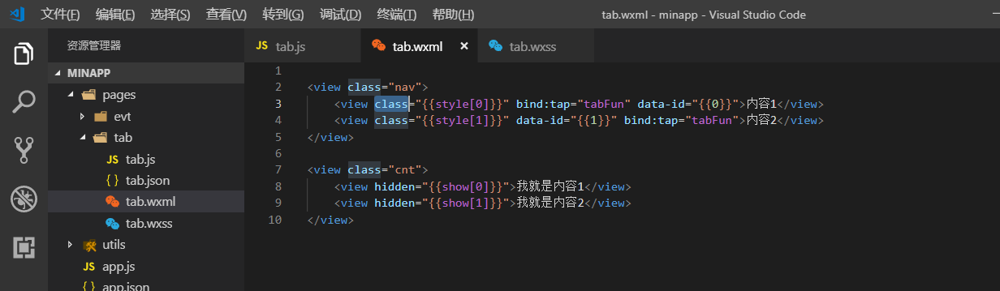 文件(F) 编辑(E) 选择(S) 查看(V) 转到(G) 调试(D) 终端(T) 帮助(H) tab.wxml - minapp - Visual Studio Code
资源管理器 JS tab.js tab.wxml × tab.wxss
MINAPP
pages
evt
tab
JS tab.js
{ } tab.json
tab.wxml
tab.wxss
utils
JS app.js
app.json
1
2 <view class="nav">
3 <view class="{{style[0]}}" bind:tap="tabFun" data-id="{{0}}">内容1</view>
4 <view class="{{style[1]}}" data-id="{{1}}" bind:tap="tabFun">内容2</view>
5 </view>
6
7 <view class="cnt">
8 <view hidden="{{show[0]}}">我就是内容1</view>
9 <view hidden="{{show[1]}}">我就是内容2</view>
10 </view>